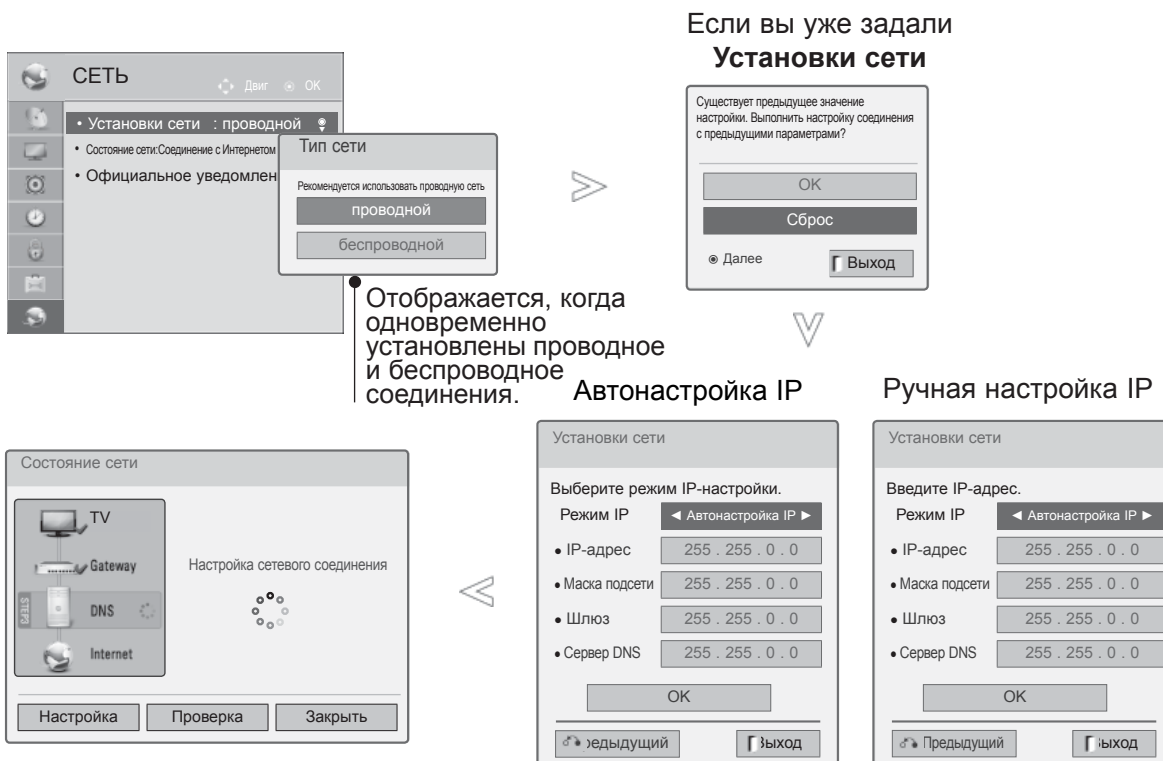 Если вы уже задали
Установки сети
СЕТЬ
Двиг OK
• Установки сети : проводной
• Состояние сети:Соединение с Интернетом
• Официальное уведомлен
Тип сети
Рекомендуется использовать проводную сеть
проводной
беспроводной
Отображается, когда
одновременно
установлены проводное
и беспроводное
соединения.
Существует предыдущее значение
настройки. Выполнить настройку соединения
с предыдущими параметрами?
OK
Сброс
Далее
Выход
Автонастройка IP
Установки сети
Выберите режим IP-настройки.
Режим IP ◄ Автонастройка IP ►
• IP-адрес 255 . 255 . 0 . 0
• Маска подсети 255 . 255 . 0 . 0
• Шлюз 255 . 255 . 0 . 0
• Сервер DNS 255 . 255 . 0 . 0
OK
редыдущий
ыход
Ручная настройка IP
Установки сети
Введите IP-адрес.
Режим IP ◄ Автонастройка IP ►
• IP-адрес 255 . 255 . 0 . 0
• Маска подсети 255 . 255 . 0 . 0
• Шлюз 255 . 255 . 0 . 0
• Сервер DNS 255 . 255 . 0 . 0
OK
Предыдущий
ыход
Состояние сети
TV
Gateway
STEP3
DNS
Internet
Настройка сетевого соединения
Настройка
Проверка
Закрыть